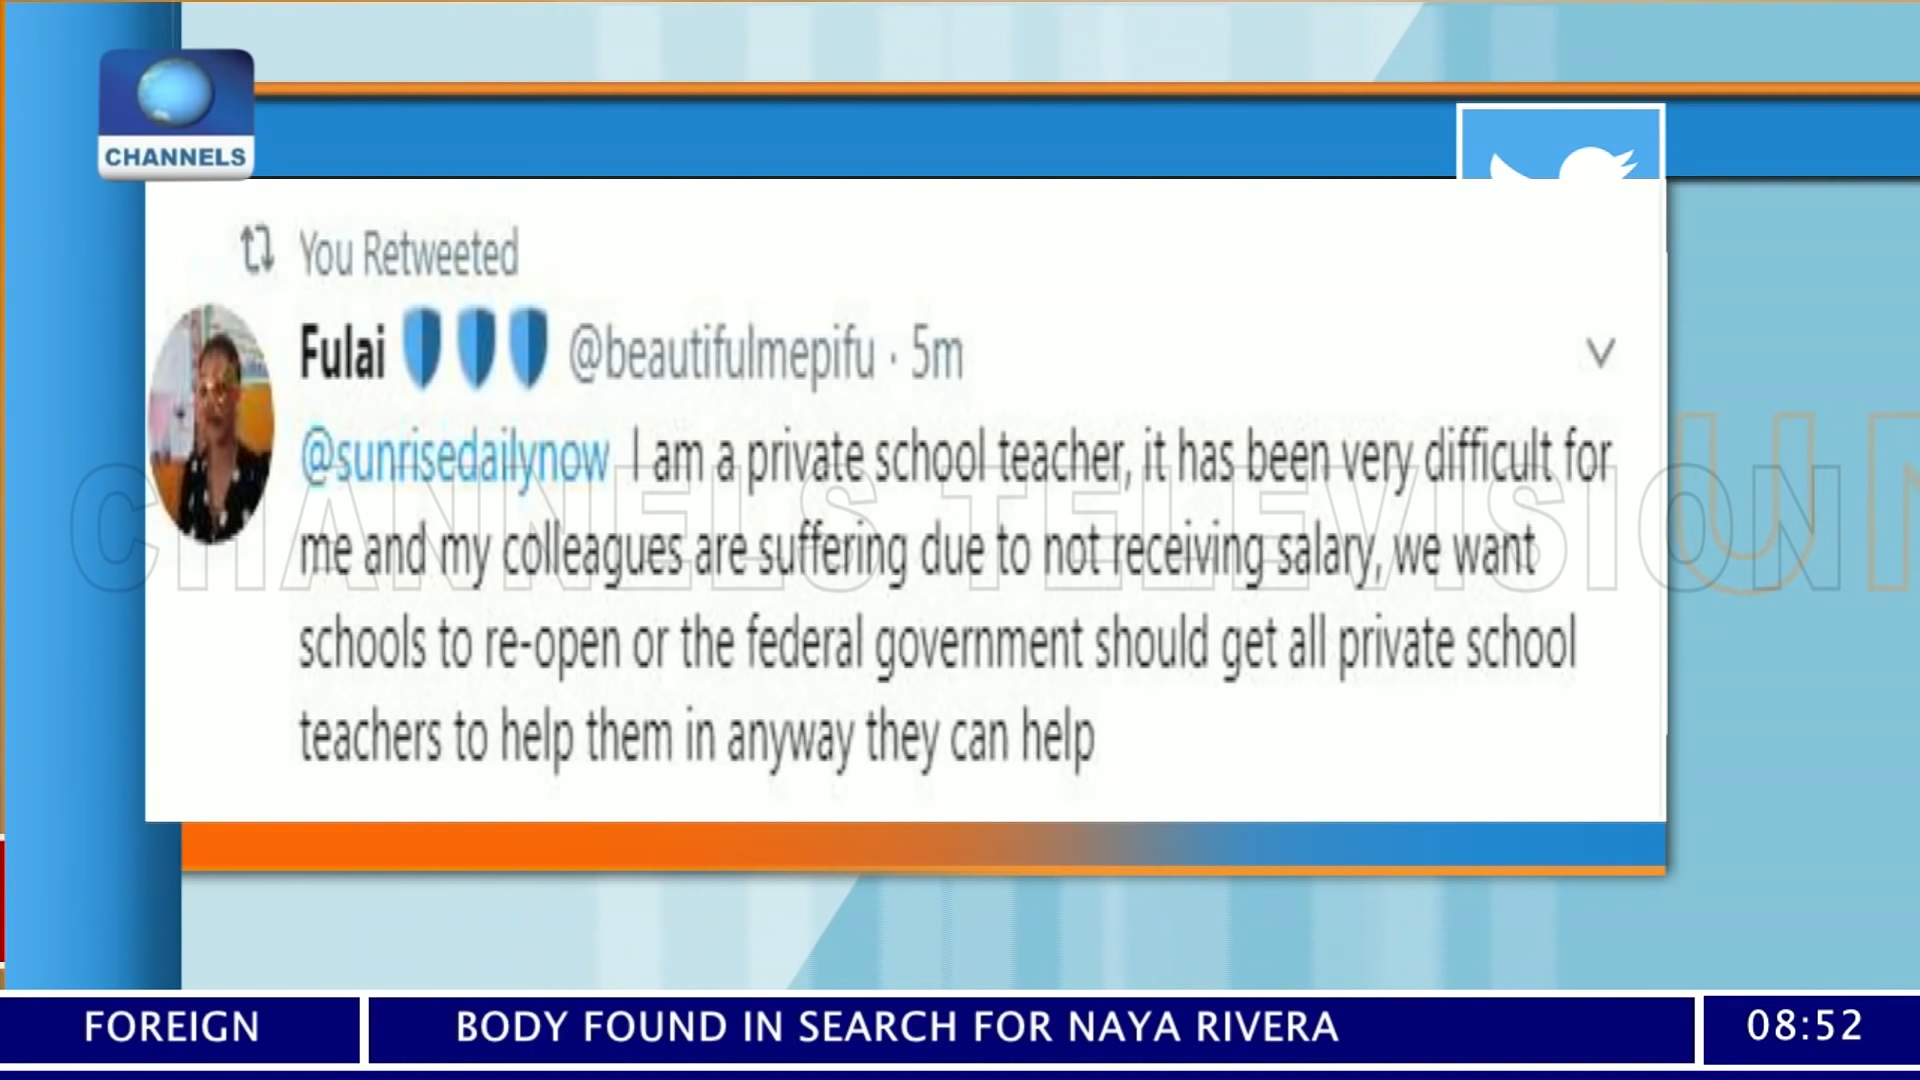 CHANNELS
You Retweeted
Fulai @beautifulmepifu · 5m
@sunrisedailynow I am a private school teacher, it has been very difficult for
me and my colleagues are suffering due to not receiving salary, we want
schools to re-open or the federal government should get all private school
teachers to help them in anyway they can help
CHANNELS TELEVISION
FOREIGN
BODY FOUND IN SEARCH FOR NAYA RIVERA
08:52